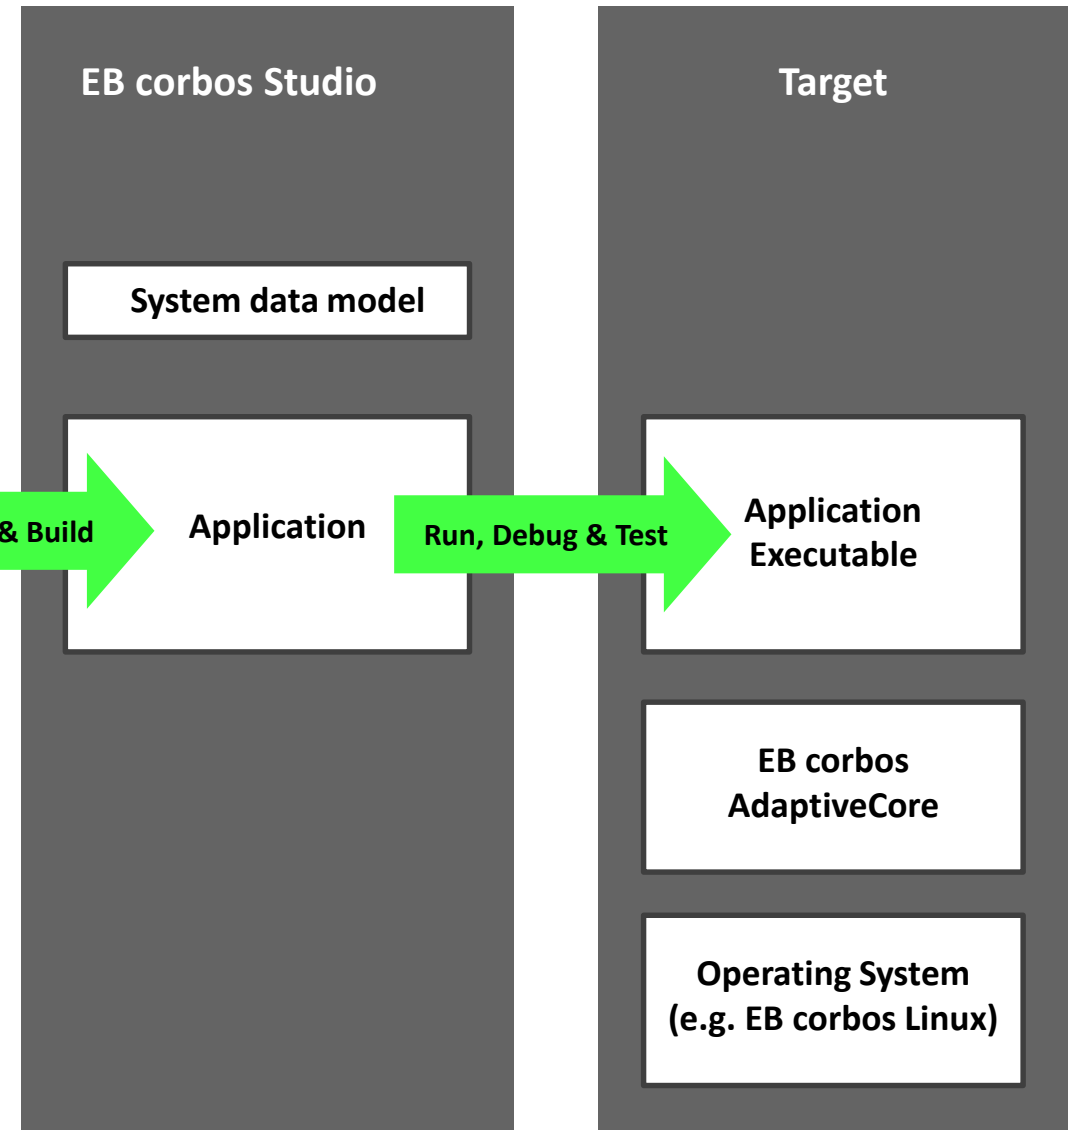 EB corbos Studio
System data model
& Build
Application
Run, Debug & Test
Target
Application
Executable
EB corbos
AdaptiveCore
Operating System
(e.g. EB corbos Linux)